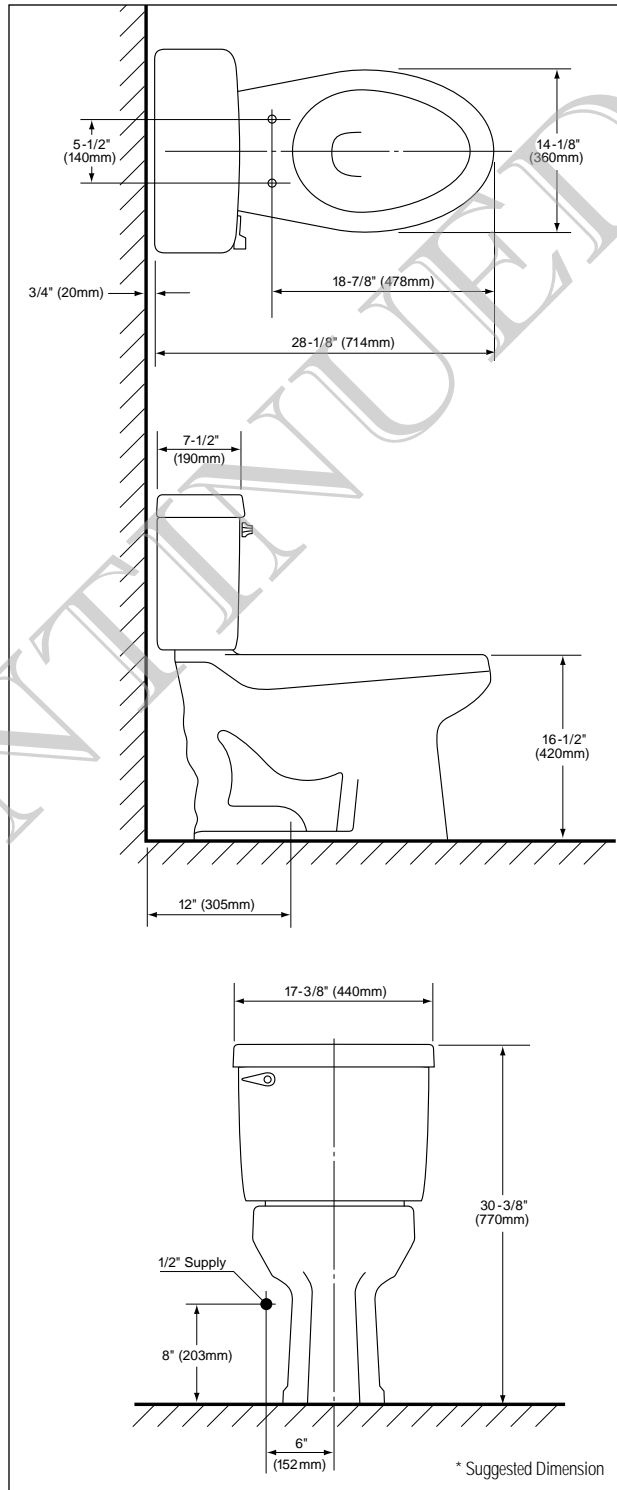 5-1/2"
(140mm)
14-1/8"
(360mm)
18-7/8" (478mm)
3/4" (20mm)
28-1/8" (714mm)
7-1/2"
(190mm)
16-1/2"
(420mm)
12" (305mm)
17-3/8" (440mm)
30-3/8"
(770mm)
1/2" Supply
8" (203mm)
6"
(152mm)
* Suggested Dimension
NTINUED